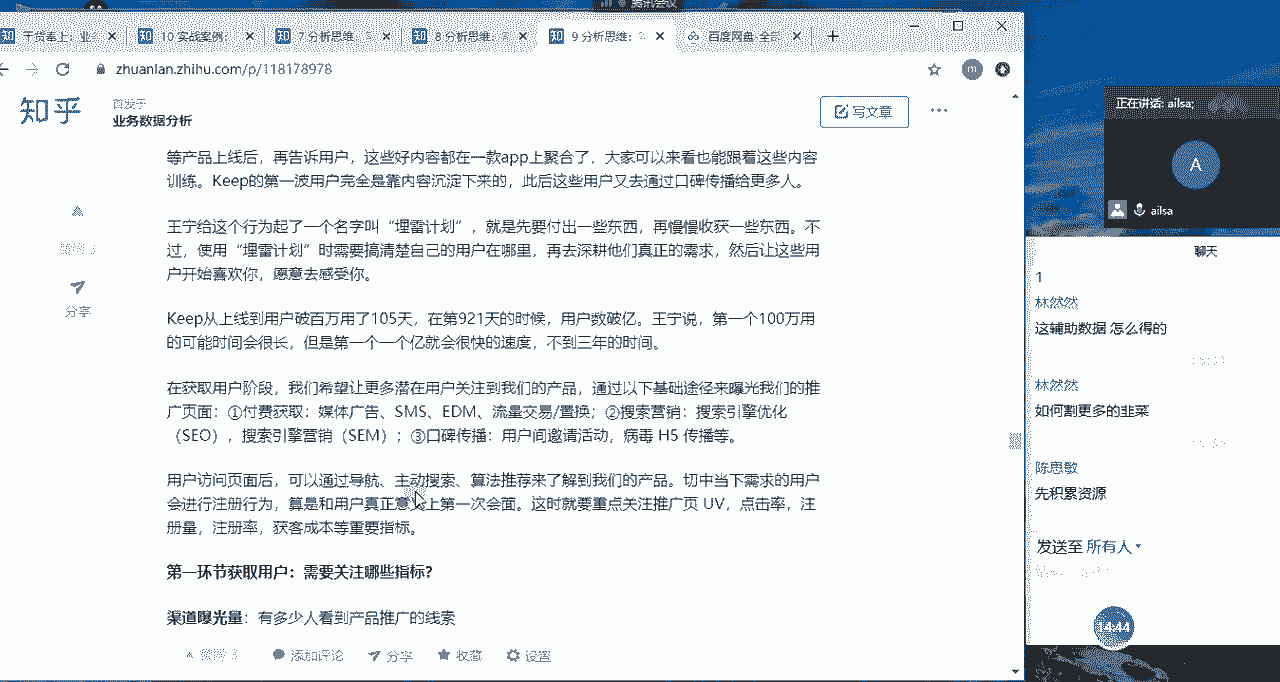 腾讯会议
干货奉上：业
10 实战案例：
7 分析思维：
8 分析思维：
9 分析思维：
百度网盘-全部
zhuanlan.zhihu.com/p/118178978
m
知乎
首发于
业务数据分析
写文章
等产品上线后，再告诉用户，这些好内容都在一款app上聚合了，大家可以来看也能跟着这些内容
训练。Keep的第一波用户完全是靠内容沉淀下来的，此后这些用户又去通过口碑传播给更多人。
王宁给这个行为起了一个名字叫“埋雷计划”，就是先要付出一些东西，再慢慢收获一些东西。不
过，使用“埋雷计划”时需要搞清楚自己的用户在哪里，再去深耕他们真正的需求，然后让这些用
户开始喜欢你，愿意去感受你。
Keep从上线到用户破百万用了105天，在第921天的时候，用户数破亿。王宁说，第一个100万用
的可能时间会很长，但是第一个一个亿就会很快的速度，不到三年的时间。
在获取用户阶段，我们希望让更多潜在用户关注到我们的产品，通过以下基础途径来曝光我们的推
广页面：①付费获取：媒体广告、SMS、EDM、流量交易/置换；②搜索营销：搜索引擎优化
（SEO），搜索引擎营销（SEM）；③口碑传播：用户间邀请活动，病毒 H5 传播等。
用户访问页面后，可以通过导航、主动搜索、算法推荐来了解到我们的产品。切中当下需求的用户
会进行注册行为，算是和用户真正意义上第一次会面。这时就要重点关注推广页 UV，点击率，注
册量，注册率，获客成本等重要指标。
第一环节获取用户：需要关注哪些指标？
渠道曝光量：有多少人看到产品推广的线索
赞同 3
分享
赞同 3
添加评论
分享
收藏
设置
正在讲话: ailsa;
A
ailsa
聊天
1
林然然
这辅助数据 怎么得的
林然然
如何割更多的韭菜
陈思敏
先积累资源
发送至 所有人
14:44